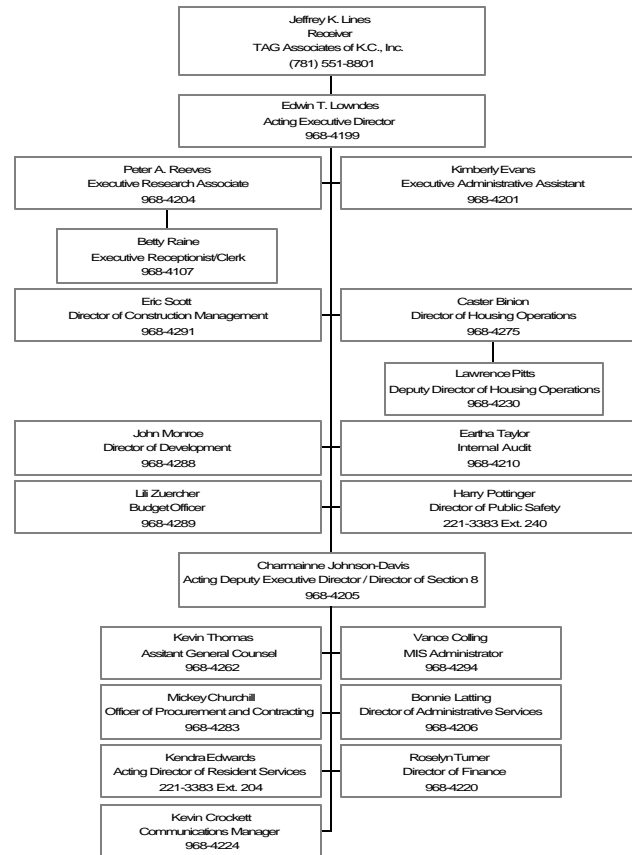 Jeffrey K. Lines
Receiver
TAG Associates of K.C., Inc.
(781) 551-8801
Edwin T. Lowndes
Acting Executive Director
968-4199
Peter A. Reeves
Executive Research Associate
968-4204
Kimberly Evans
Executive Administrative Assistant
968-4201
Betty Raine
Executive Receptionist/Clerk
968-4107
Eric Scott
Director of Construction Management
968-4291
Caster Binion
Director of Housing Operations
968-4275
Lawrence Pitts
Deputy Director of Housing Operations
968-4230
John Monroe
Director of Development
968-4288
Eartha Taylor
Internal Audit
968-4210
Lili Zuercher
Budget Officer
968-4289
Harry Pottinger
Director of Public Safety
221-3383 Ext. 240
Charmainne Johnson-Davis
Acting Deputy Executive Director / Director of Section 8
968-4205
Kevin Thomas
Assitant General Counsel
968-4262
Vance Colling
MIS Administrator
968-4294
Mickey Churchill
Officer of Procurement and Contracting
968-4283
Bonnie Latting
Director of Administrative Services
968-4206
Kendra Edwards
Acting Director of Resident Services
221-3383 Ext. 204
Roselyn Turner
Director of Finance
968-4220
Kevin Crockett
Communications Manager
968-4224